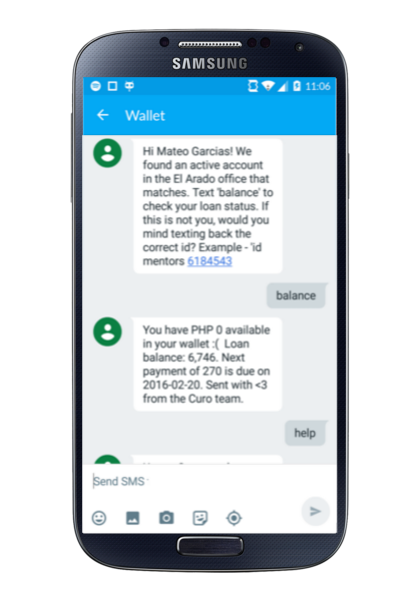 SAMSUNG
11:06
Wallet
Hi Mateo Garcias! We
found an active account
in the El Arado office that
matches. Text 'balance' to
check your loan status. If
this is not you, would you
mind texting back the
correct id? Example - 'id
mentors 6184543
balance
You have PHP 0 available
in your wallet :( Loan
balance: 6,746. Next
payment of 270 is due on
2016-02-20. Sent with <3
from the Curo team.
help
Send SMS